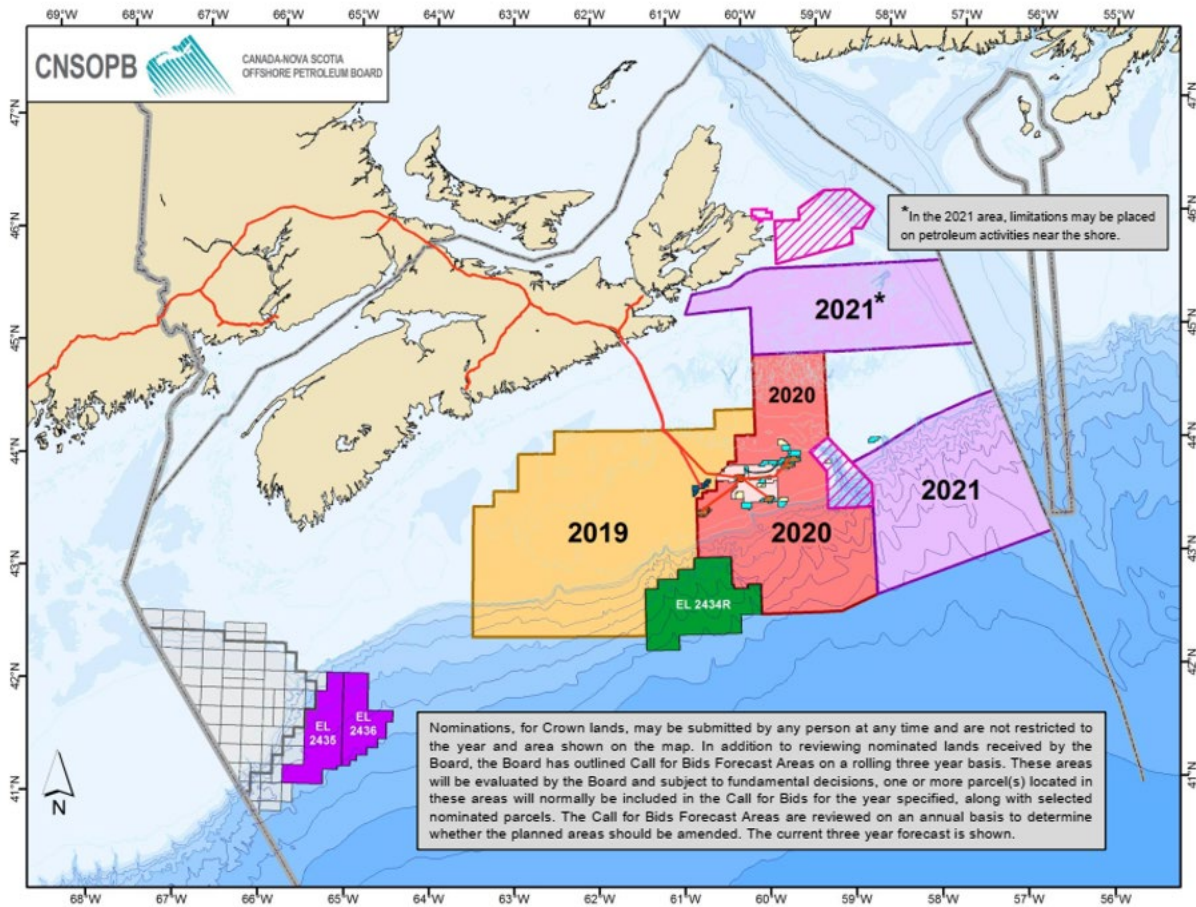 69°W 68°W 67°W 66°W 65°W 64°W 63°W 62°W 61°W 60°W 59°W 58°W 57°W 56°W 55°W 54°W
CNSOPB
CANADA-NOVA SCOTIA
OFFSHORE PETROLEUM BOARD
47°N 47°N
46°N 46°N
*In the 2021 area, limitations may be placed
on petroleum activities near the shore.
2021*
45°N 45°N
2020
44°N 44°N
2021
2019 2020
43°N 43°N
EL 2434R
42°N 42°N
EL
2435
EL
2436
Nominations, for Crown lands, may be submitted by any person at any time and are not restricted to
the year and area shown on the map. In addition to reviewing nominated lands received by the
Board, the Board has outlined Call for Bids Forecast Areas on a rolling three year basis. These areas
will be evaluated by the Board and subject to fundamental decisions, one or more parcel(s) located in
these areas will normally be included in the Call for Bids for the year specified, along with selected
nominated parcels. The Call for Bids Forecast Areas are reviewed on an annual basis to determine
whether the planned areas should be amended. The current three year forecast is shown.
41°N 41°N
N
68°W 67°W 66°W 65°W 64°W 63°W 62°W 61°W 60°W 59°W 58°W 57°W 56°W 55°W